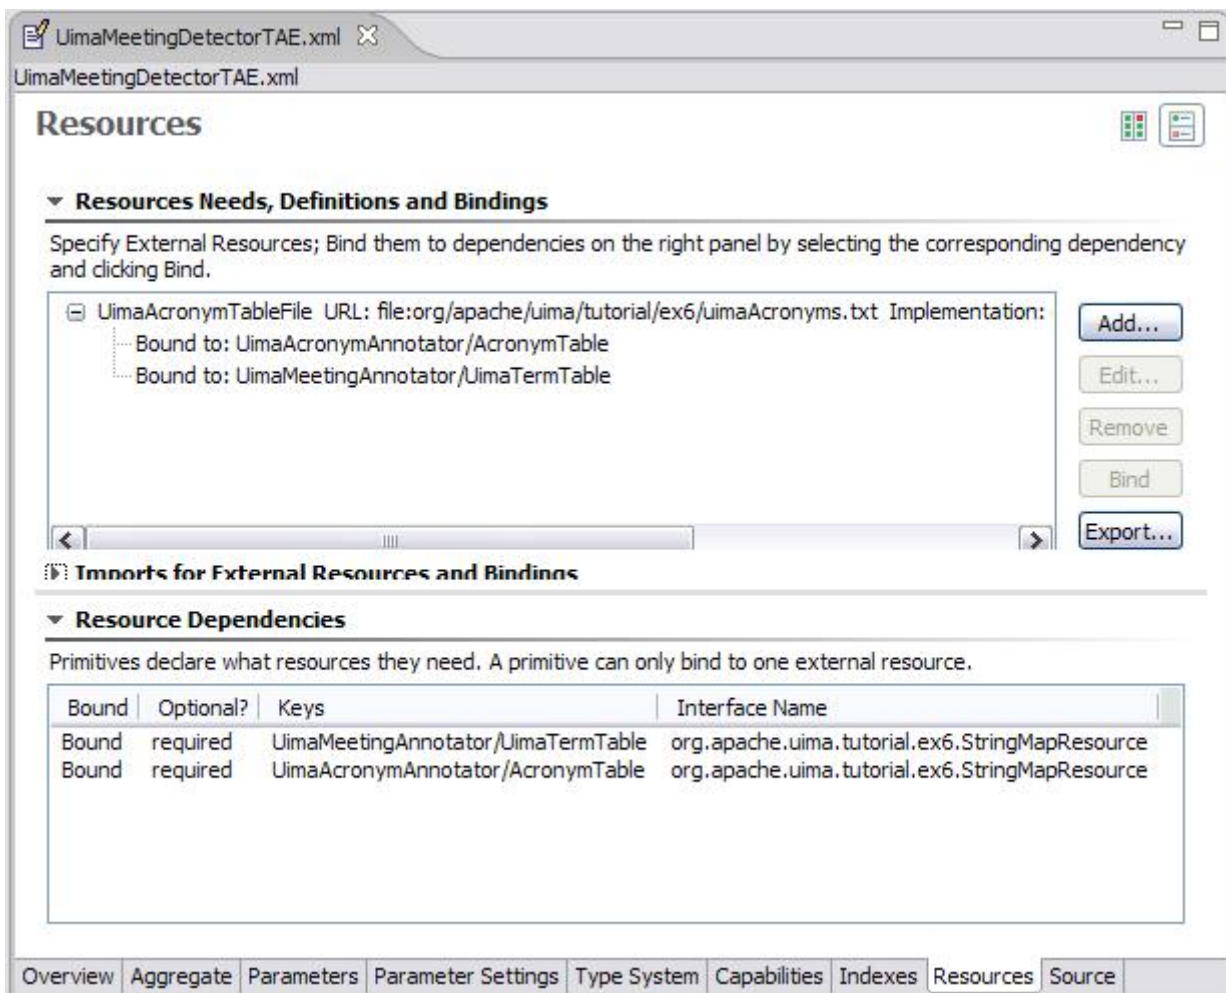 UimaMeetingDetectorTAE.xml
UimaMeetingDetectorTAE.xml
Resources
Resources Needs, Definitions and Bindings
Specify External Resources; Bind them to dependencies on the right panel by selecting the corresponding dependency
and clicking Bind.
UimaAcronymTableFile URL: file:org/apache/uima/tutorial/ex6/uimaAcronyms.txt Implementation:
Bound to: UimaAcronymAnnotator/AcronymTable
Bound to: UimaMeetingAnnotator/UimaTermTable
Add...
Edit...
Remove
Bind
Export...
Imports for External Resources and Bindings
Resource Dependencies
Primitives declare what resources they need. A primitive can only bind to one external resource.
Bound Optional? Keys Interface Name
Bound required UimaMeetingAnnotator/UimaTermTable org.apache.uima.tutorial.ex6.StringMapResource
Bound required UimaAcronymAnnotator/AcronymTable org.apache.uima.tutorial.ex6.StringMapResource
Overview Aggregate Parameters Parameter Settings Type System Capabilities Indexes Resources Source